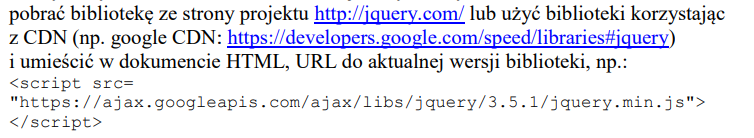 pobrać bibliotekę ze strony projektu http://jquery.com/ lub użyć biblioteki korzystając
z CDN (np. google CDN: https://developers.google.com/speed/libraries#jquery)
i umieścić w dokumencie HTML, URL do aktualnej wersji biblioteki, np.:
<script src=
"https://ajax.googleapis.com/ajax/libs/jquery/3.5.1/jquery.min.js">
</script>